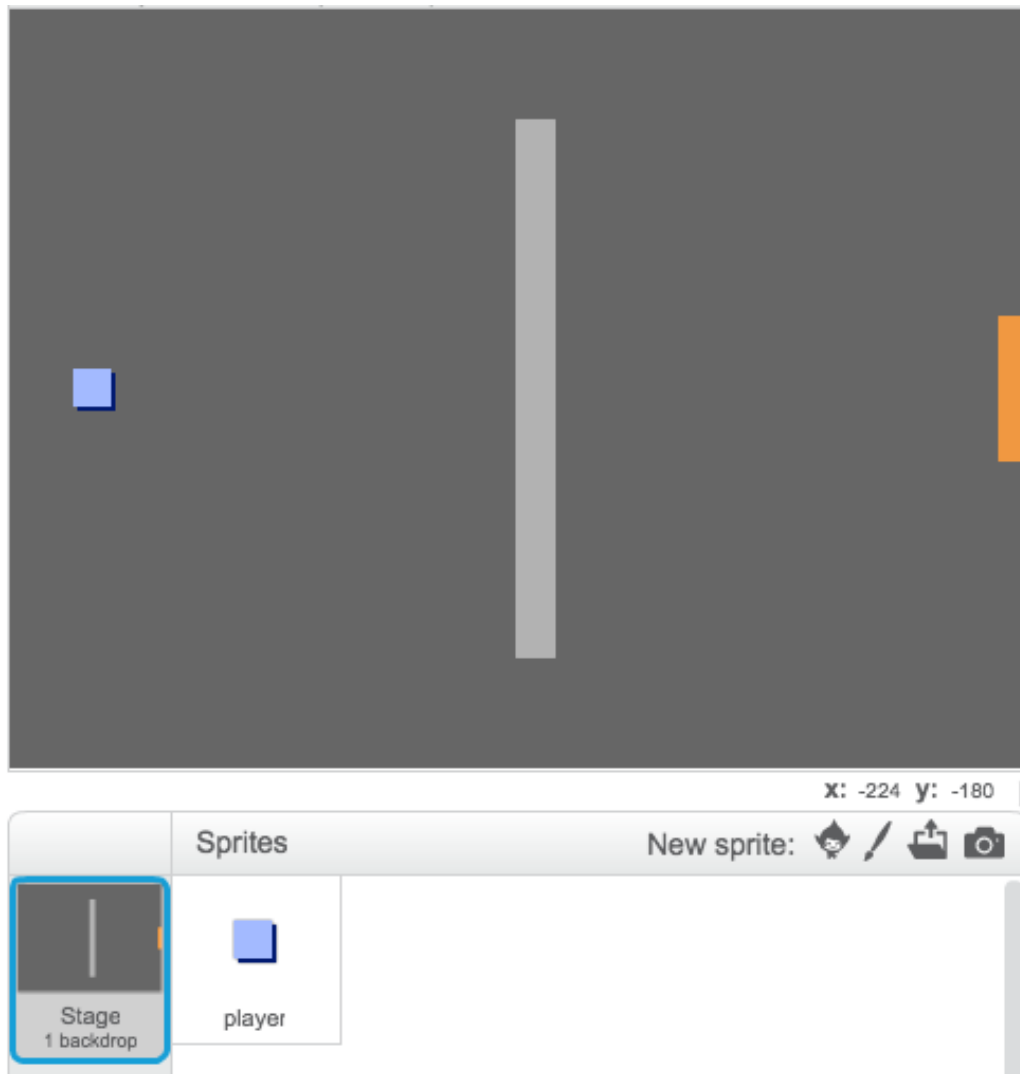 x: -224 y: -180
Sprites
New sprite:
Stage
1 backdrop
player